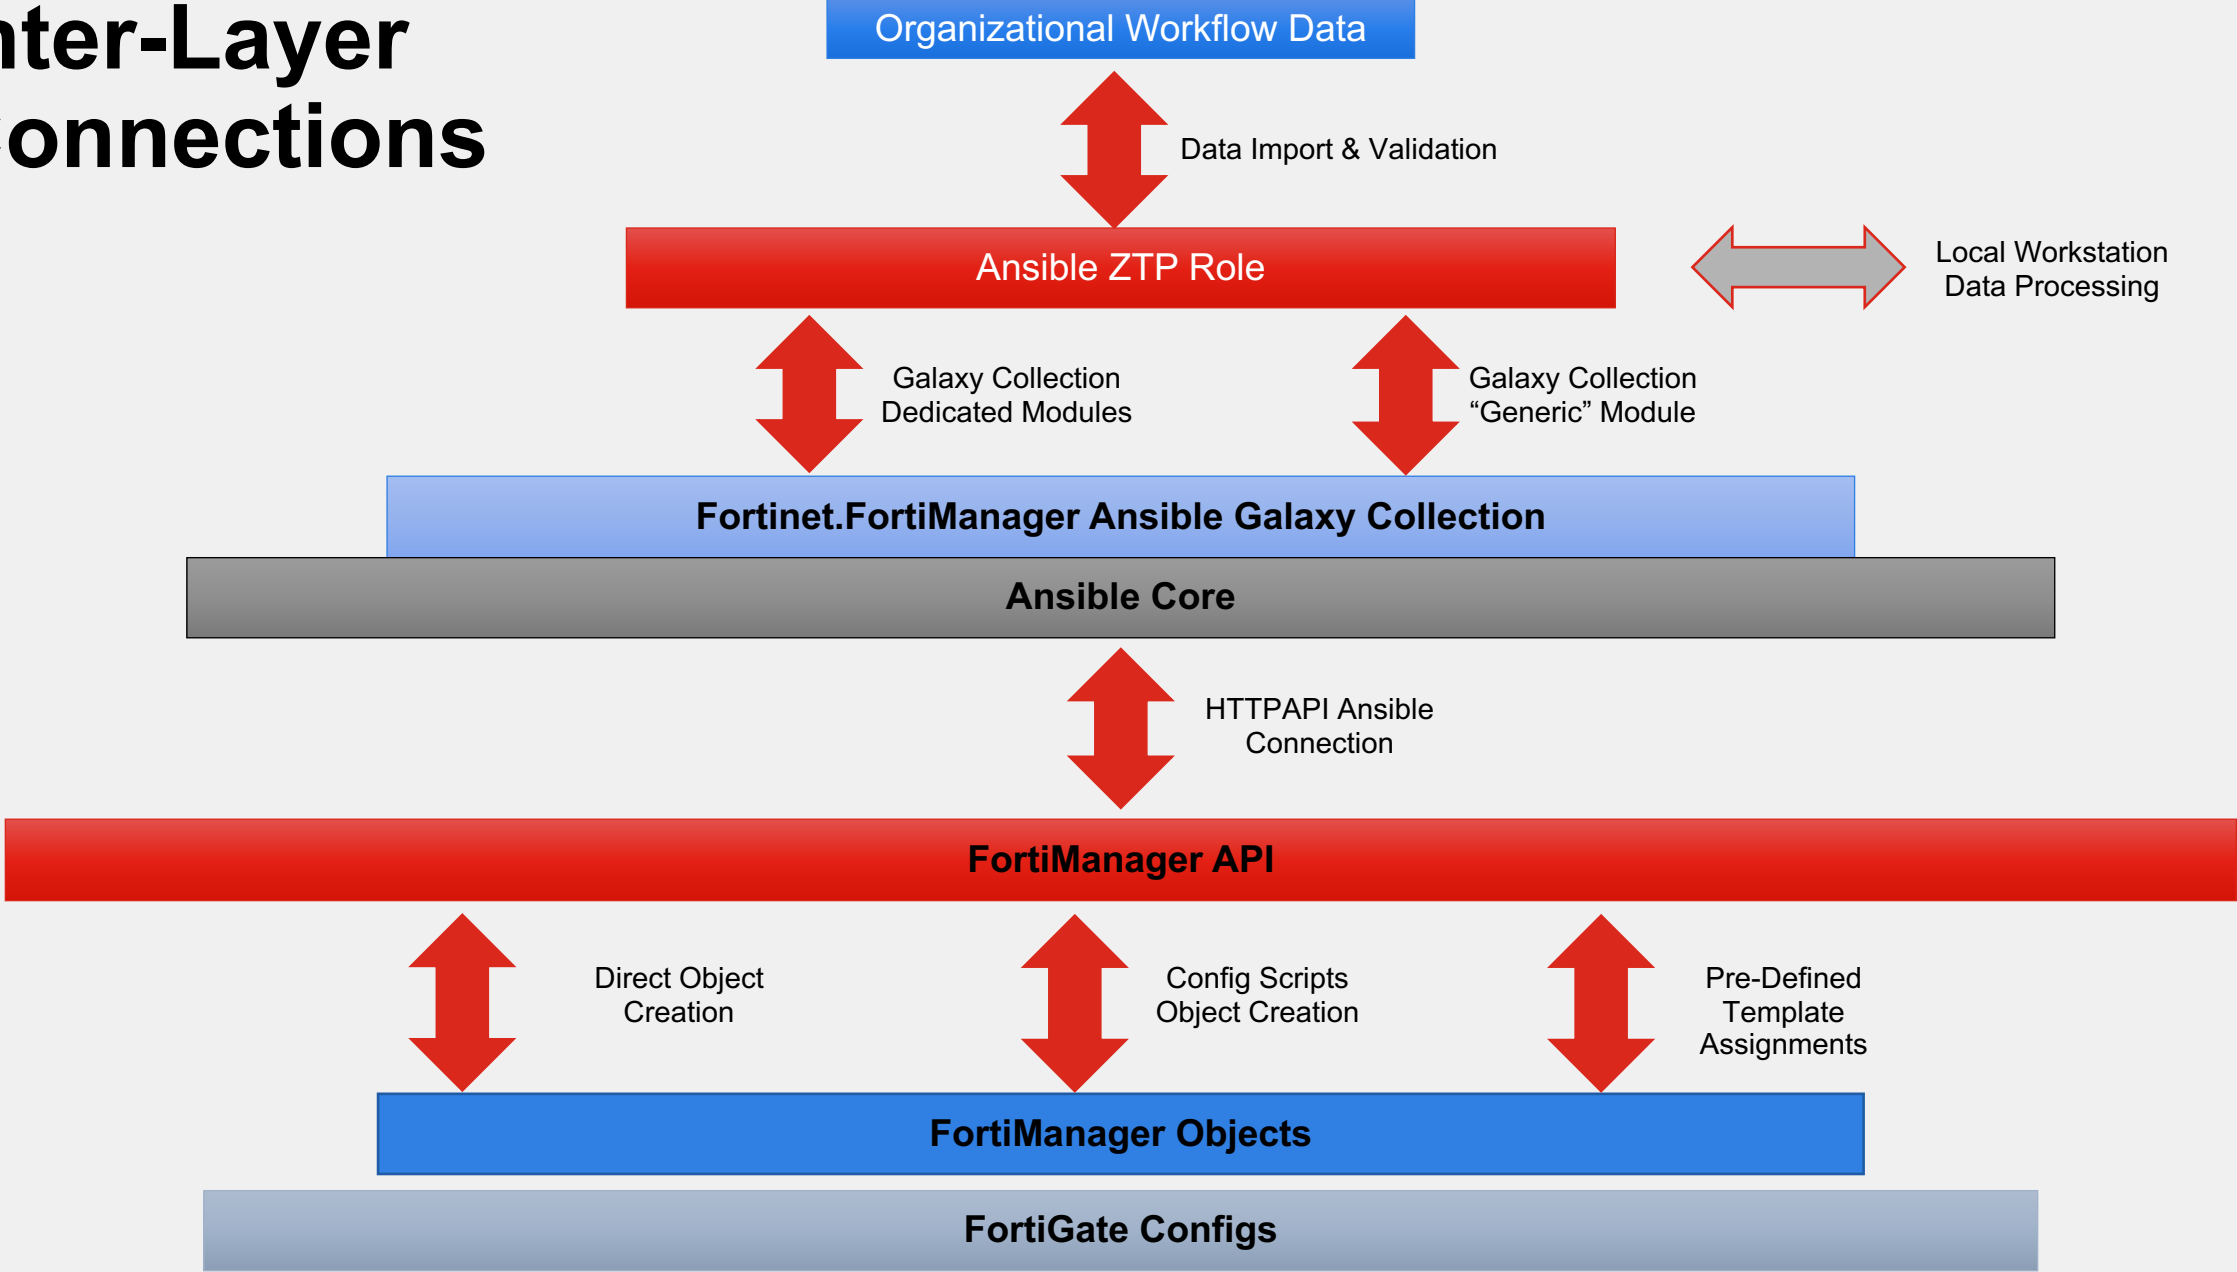 nter-Layer
onnections
Organizational Workflow Data
Data Import & Validation
Ansible ZTP Role
Local Workstation
Data Processing
Galaxy Collection
Dedicated Modules
Galaxy Collection
“Generic” Module
Fortinet.FortiManager Ansible Galaxy Collection
Ansible Core
HTTPAPI Ansible
Connection
FortiManager API
Direct Object
Creation
Config Scripts
Object Creation
Pre-Defined
Template
Assignments
FortiManager Objects
FortiGate Configs